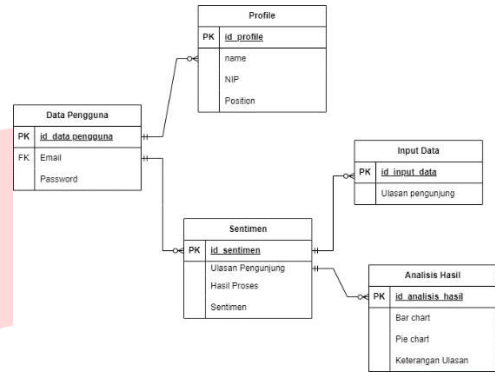 Profile
PK id_profile
name
NIP
Position
Data Pengguna
PK id_data pengguna
FK Email
Password
Input Data
PK id_input_data
Ulasan pengunjung
Sentimen
PK id_sentimen
Ulasan Pengunjung
Hasil Proses
Sentimen
Analisis Hasil
PK id_analisis_hasil
Bar chart
Pie chart
Keterangan Ulasan